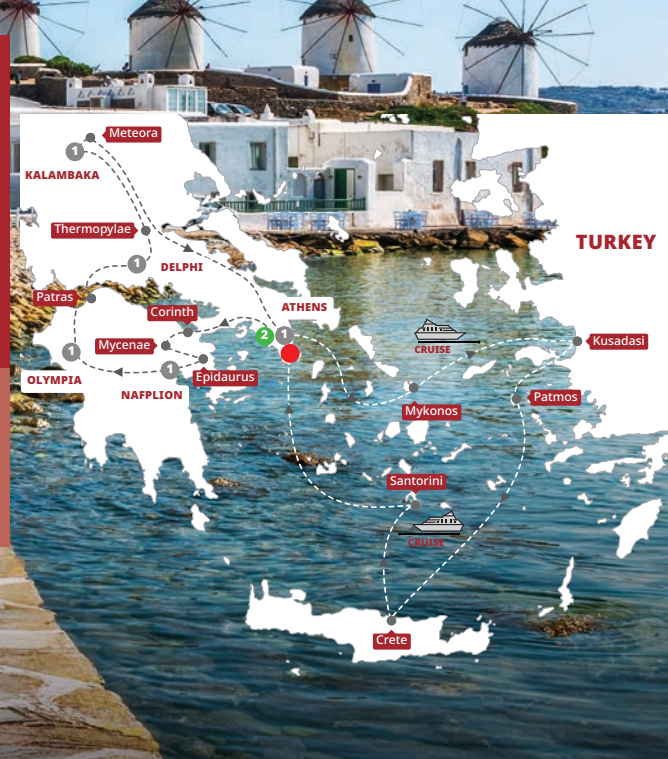 Meteora
1
KALAMBAKA
Thermopylae
TURKEY
1
DELPHI
Patras
ATHENS
Corinth
2
1
CRUISE
Kusadasi
Mycenae
1
OLYMPIA
1
Epidaurus
NAFPLION
Patmos
Mykonos
Santorini
CRUISE
Crete